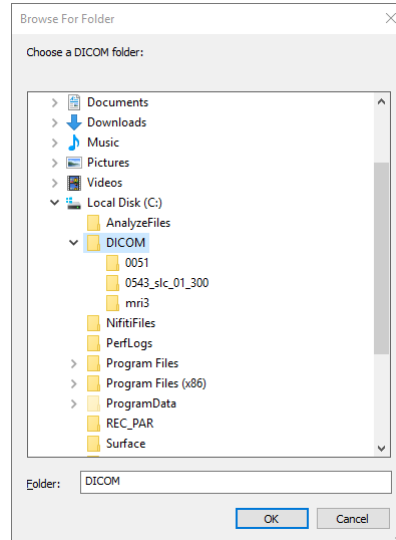 Browse For Folder
Choose a DICOM folder:
Documents
Downloads
Music
Pictures
Videos
Local Disk (C:)
AnalyzeFiles
DICOM
0051
0543_slc_01_300
mri3
NifitiFiles
PerfLogs
Program Files
Program Files (x86)
ProgramData
REC_PAR
Surface
Folder: DICOM
OK Cancel